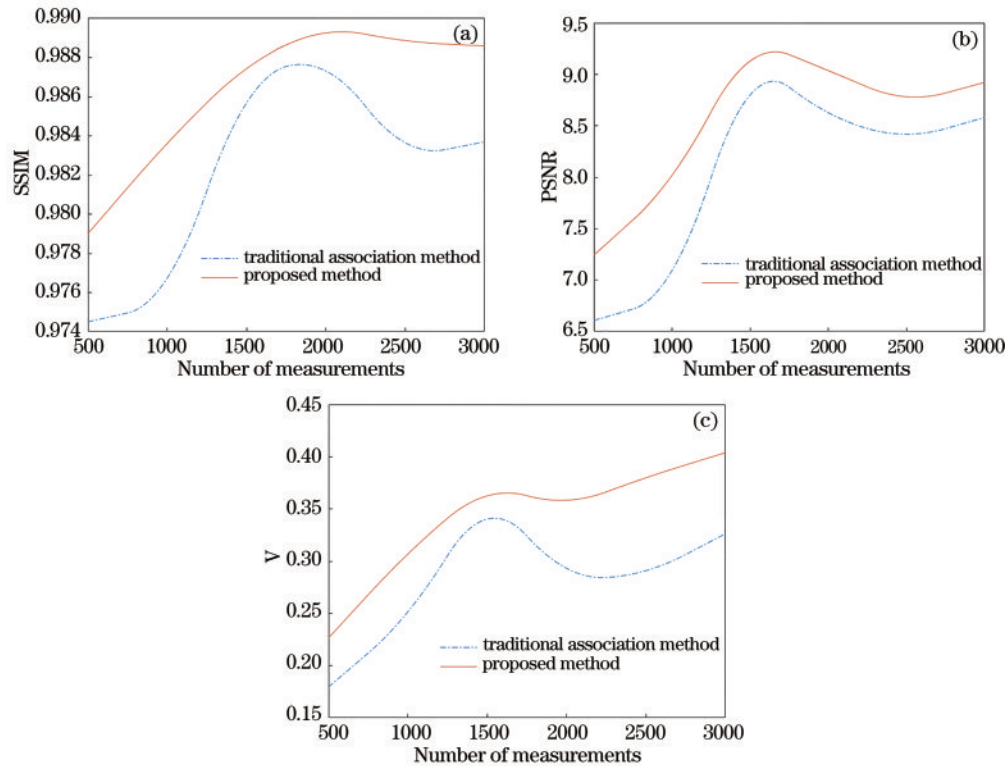 (a)
0.990
0.988
0.986
0.984
0.982
0.980
0.978
0.976
0.974
SSIM
traditional association method
proposed method
500 1000 1500 2000 2500 3000
Number of measurements
(b)
9.5
9.0
8.5
8.0
7.5
7.0
6.5
PSNR
traditional association method
proposed method
500 1000 1500 2000 2500 3000
Number of measurements
(c)
0.45
0.40
0.35
0.30
0.25
0.20
0.15
V
traditional association method
proposed method
500 1000 1500 2000 2500 3000
Number of measurements